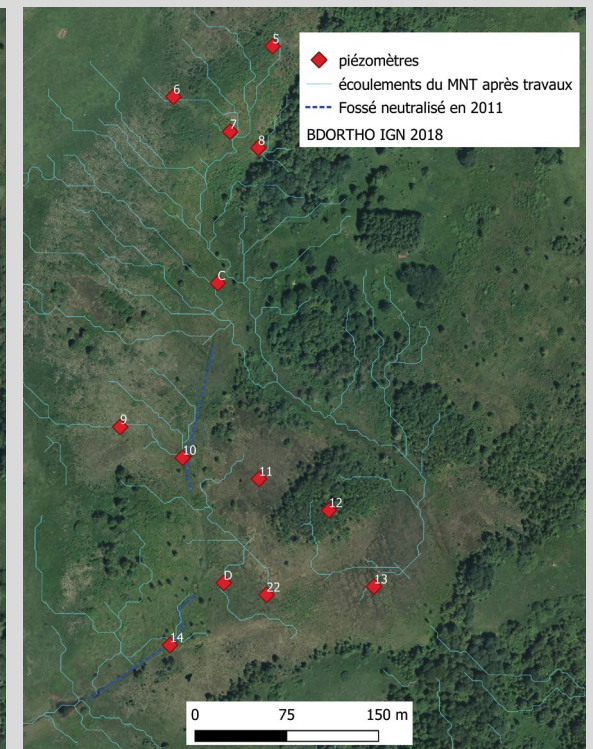 5
piézomètres
écoulements du MNT après travaux
6
Fossé neutralisé en 2011
7
BDORTHO IGN 2018
8
C
9
10
11
12
D
22
13
14
0 75 150 m